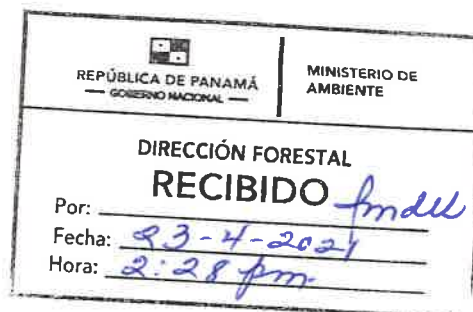 REPÚBLICA DE PANAMÁ
— GOBIERNO NACIONAL —
MINISTERIO DE
AMBIENTE
DIRECCIÓN FORESTAL
RECIBIDO
Por:
Fecha: 23-4-2021
Hora: 2:28 pm